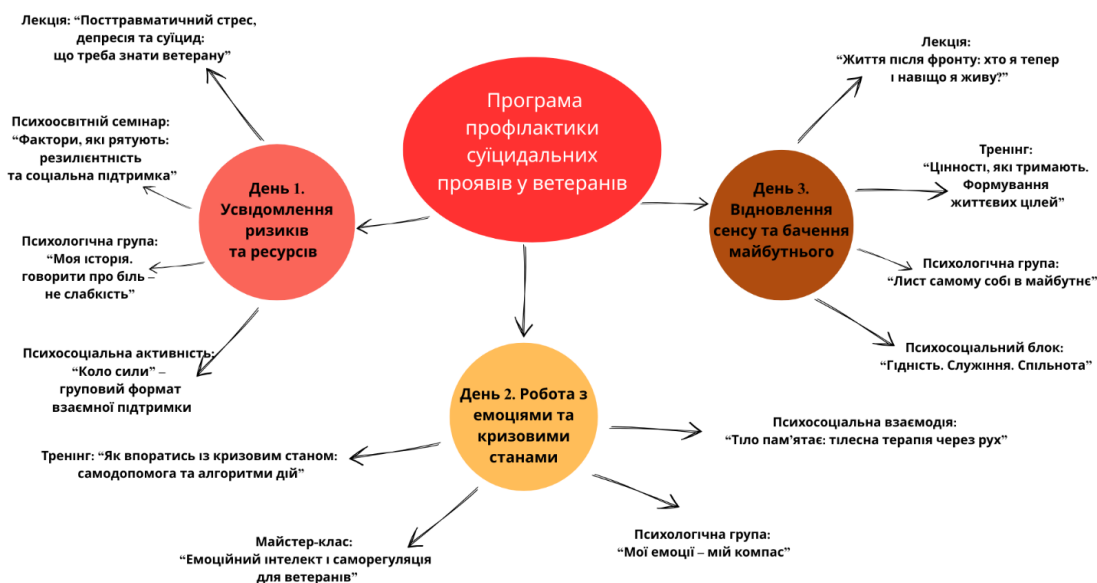 Програма
профілактики
суїцидальних
проявів у ветеранів
День 1.
Усвідомлення
ризиків
та ресурсів
Лекція: “Посттравматичний стрес,
депресія та суїцид:
що треба знати ветерану”
Психоосвітній семінар:
“Фактори, які рятують:
резилієнтність
та соціальна підтримка”
Психологічна група:
“Моя історія.
говорити про біль –
не слабкість”
Психосоціальна активність:
“Коло сили” –
груповий формат
взаємної підтримки
День 2. Робота з
емоціями та
кризовими
станами
Тренінг: “Як впоратись із кризовим станом:
самодопомога та алгоритми дій”
Майстер-клас:
“Емоційний інтелект і саморегуляція
для ветеранів”
Психологічна група:
“Мої емоції – мій компас”
Психосоціальна взаємодія:
“Тіло пам’ятає: тілесна терапія через рух”
День 3.
Відновлення
сенсу та бачення
майбутнього
Лекція:
“Життя після фронту: хто я тепер
і навіщо я живу?”
Тренінг:
“Цінності, які тримають.
Формування
життєвих цілей”
Психологічна група:
“Лист самому собі в майбутнє”
Психосоціальний блок:
“Гідність. Служіння. Спільнота”